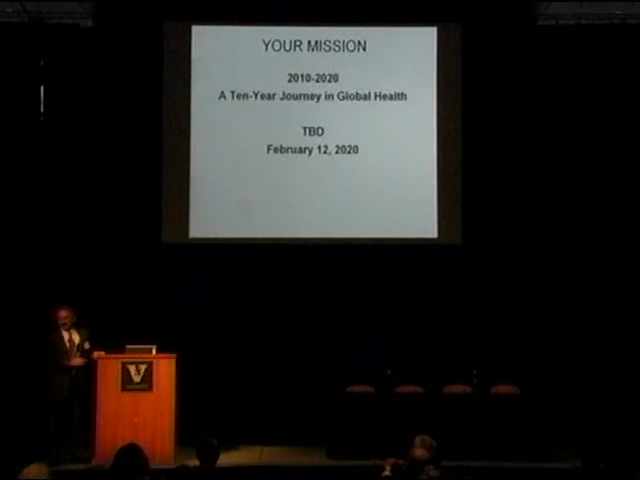 YOUR MISSION
2010-2020
A Ten-Year Journey in Global Health
TBD
February 12, 2020
V